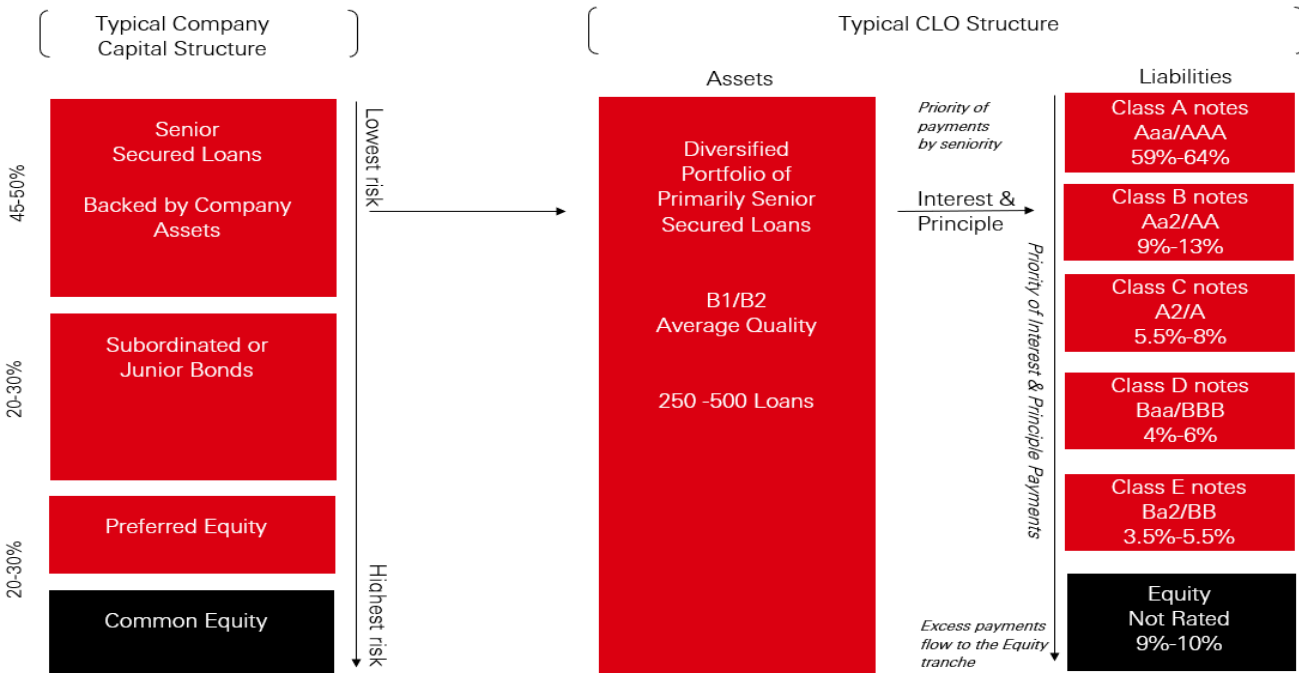 Typical Company
Capital Structure
45-50%
Senior
Secured Loans
Backed by Company
Assets
20-30%
Subordinated or
Junior Bonds
20-30%
Preferred Equity
Common Equity
Lowest risk
Highest risk
Typical CLO Structure
Assets
Diversified
Portfolio of
Primarily Senior
Secured Loans
B1/B2
Average Quality
250 -500 Loans
Priority of
payments
by seniority
Interest &
Principle
Priority of Interest & Principle Payments
Excess payments
flow to the Equity
tranche
Liabilities
Class A notes
Aaa/AAA
59%-64%
Class B notes
Aa2/AA
9%-13%
Class C notes
A2/A
5.5%-8%
Class D notes
Baa/BBB
4%-6%
Class E notes
Ba2/BB
3.5%-5.5%
Equity
Not Rated
9%-10%